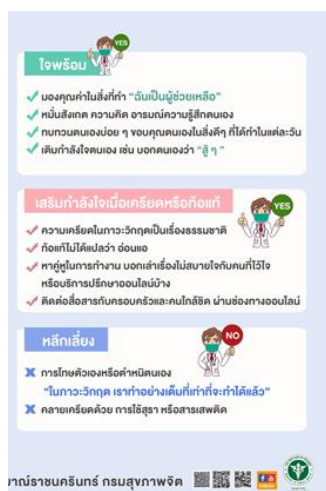 YES
ใจพร้อม
มองคุณค่าในสิ่งที่ทำ “ฉันเป็นผู้ช่วยเหลือ”
หมั่นสังเกต ความคิด อารมณ์ความรู้สึกตนเอง
ทบทวนตนเองบ่อย ๆ ขอบคุณตนเองในสิ่งดีๆ ที่ได้ทำในแต่ละวัน
เติมกำลังใจตนเอง เช่น บอกตนเองว่า “สู้ ๆ”
เสริมกำลังใจเมื่อเครียดหรือท้อแท้
YES
ความเครียดในภาวะวิกฤตเป็นเรื่องธรรมชาติ
ท้อแท้ไม่ได้แปลว่า อ่อนแอ
หาคู่หูในการทำงาน บอกเล่าเรื่องไม่สบายใจกับคนที่ไว้ใจ
หรือบริการปรึกษาออนไลน์บ้าง
ติดต่อสื่อสารกับครอบครัวและคนใกล้ชิด ผ่านช่องทางออนไลน์
หลีกเลี่ยง
NO
การโทษตัวเองหรือตำหนิตนเอง
“ในภาวะวิกฤต เราทำอย่างเต็มที่เท่าที่จะทำได้แล้ว”
คลายเครียดด้วย การใช้สุรา หรือสารเสพติด
าณ์ราชนครินทร์ กรมสุขภาพจิต